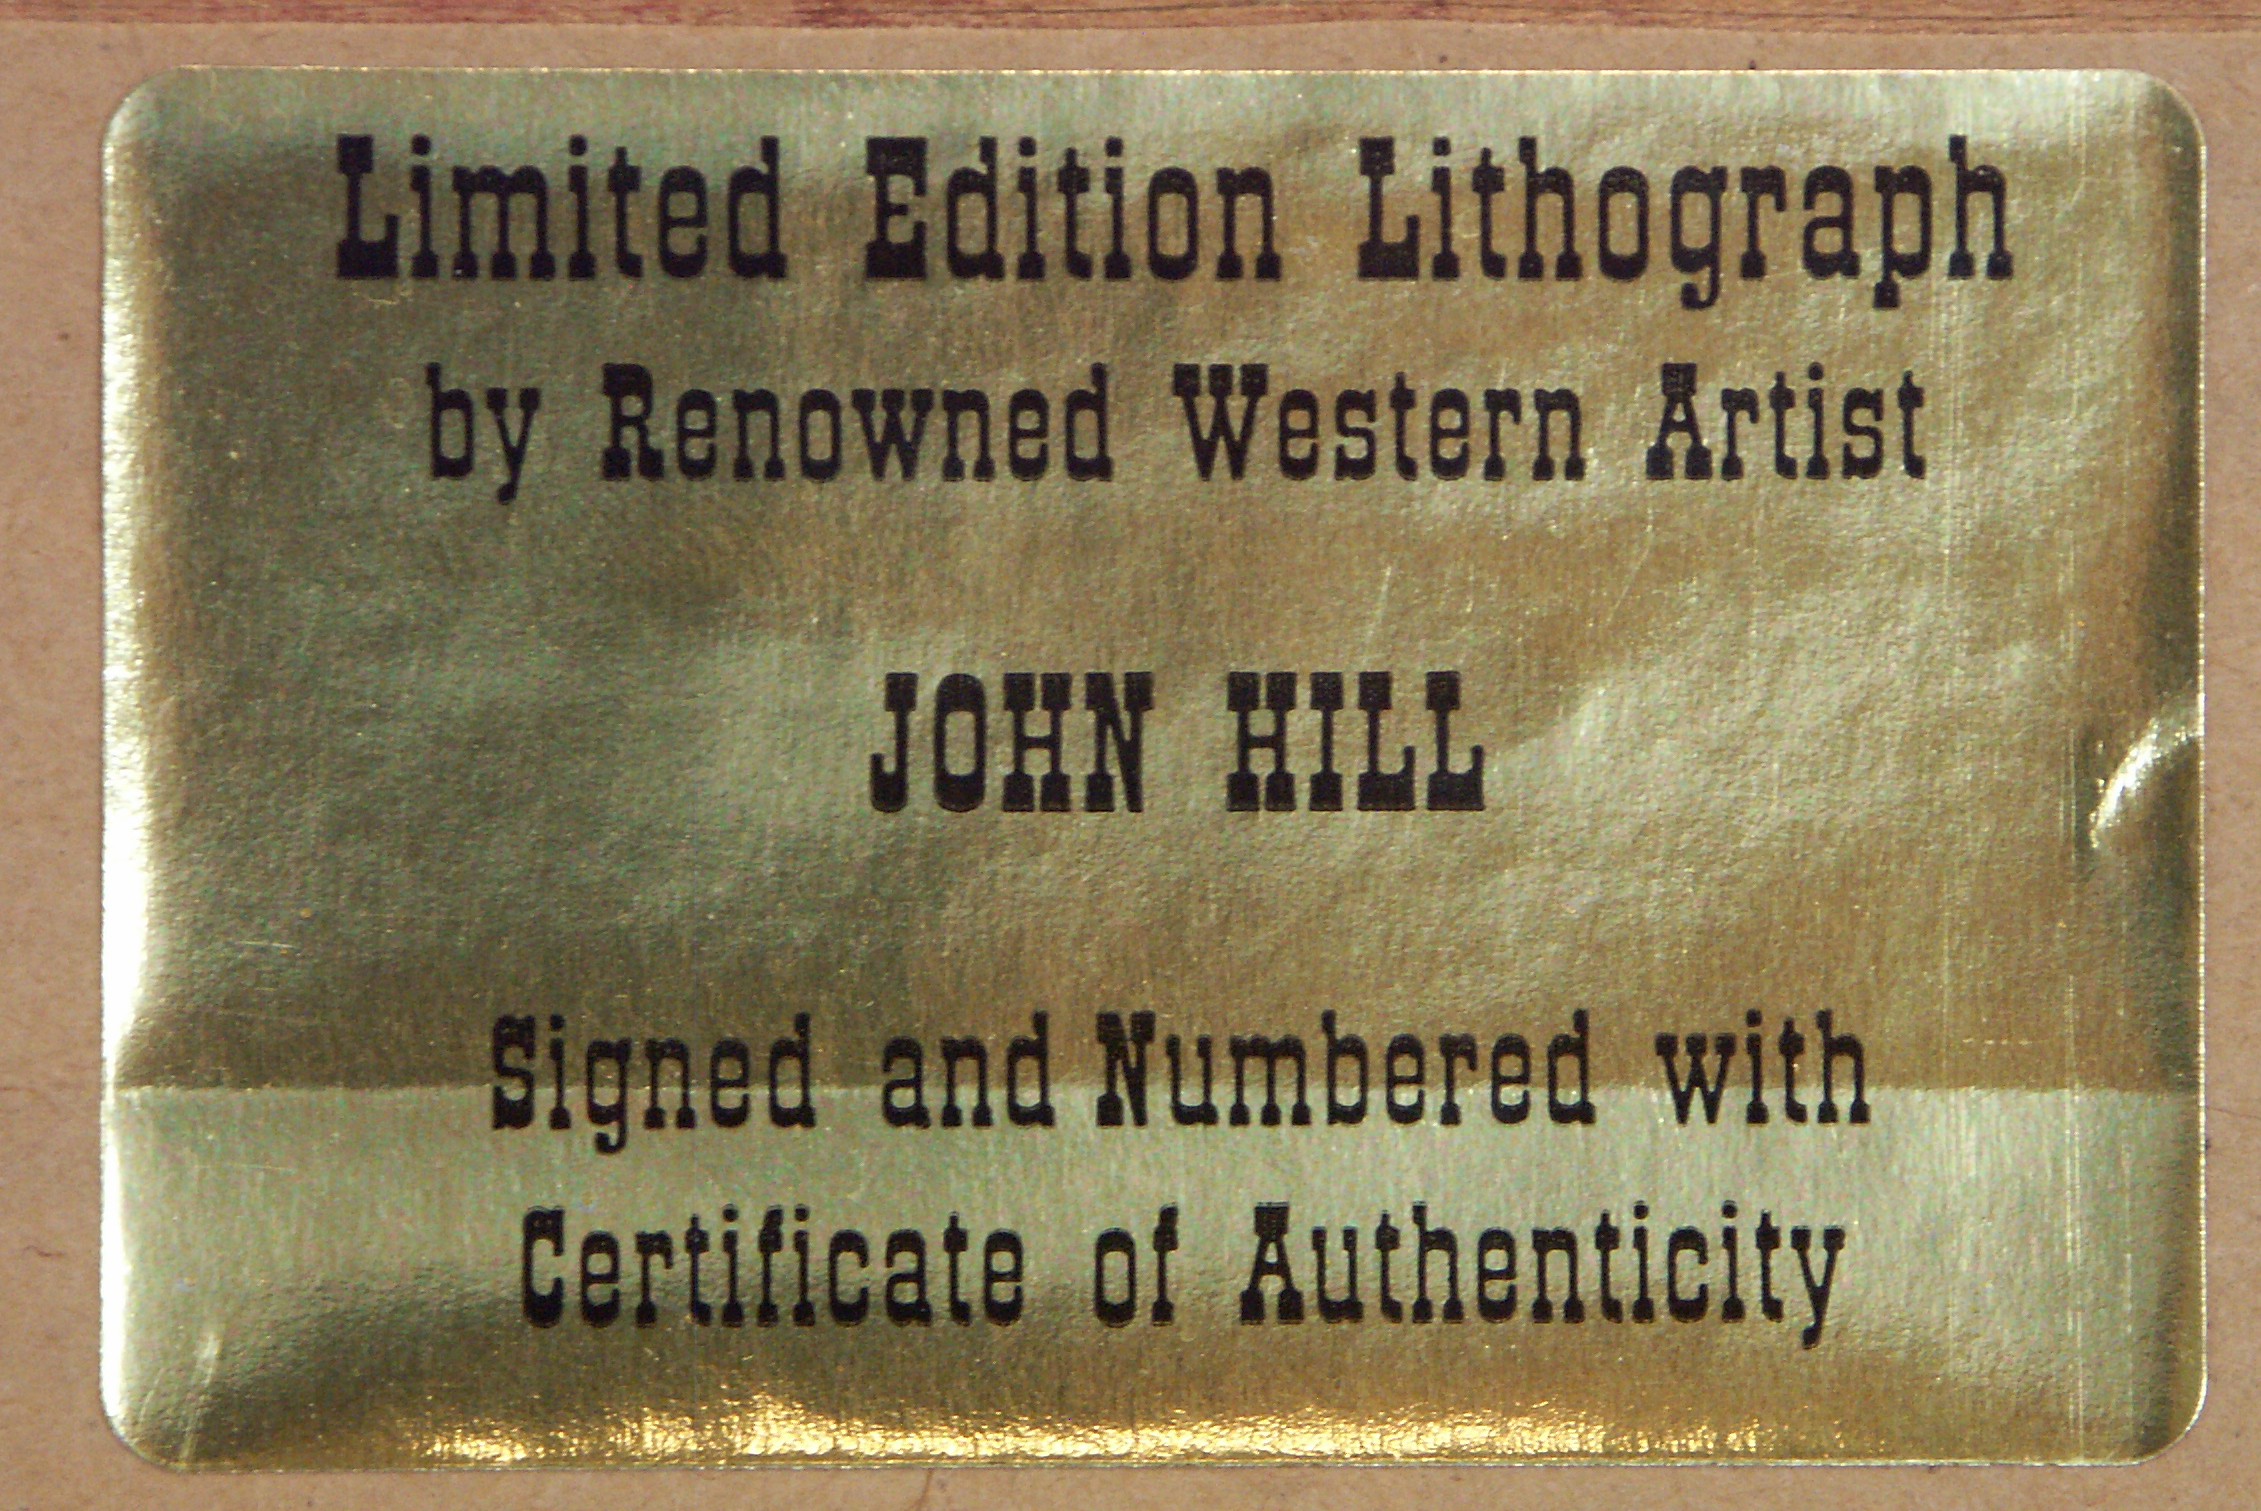 Limited Edition Lithograph
by Renowned Western Artist
JOHN HILL
Signed and Numbered with
Certificate of Authenticity